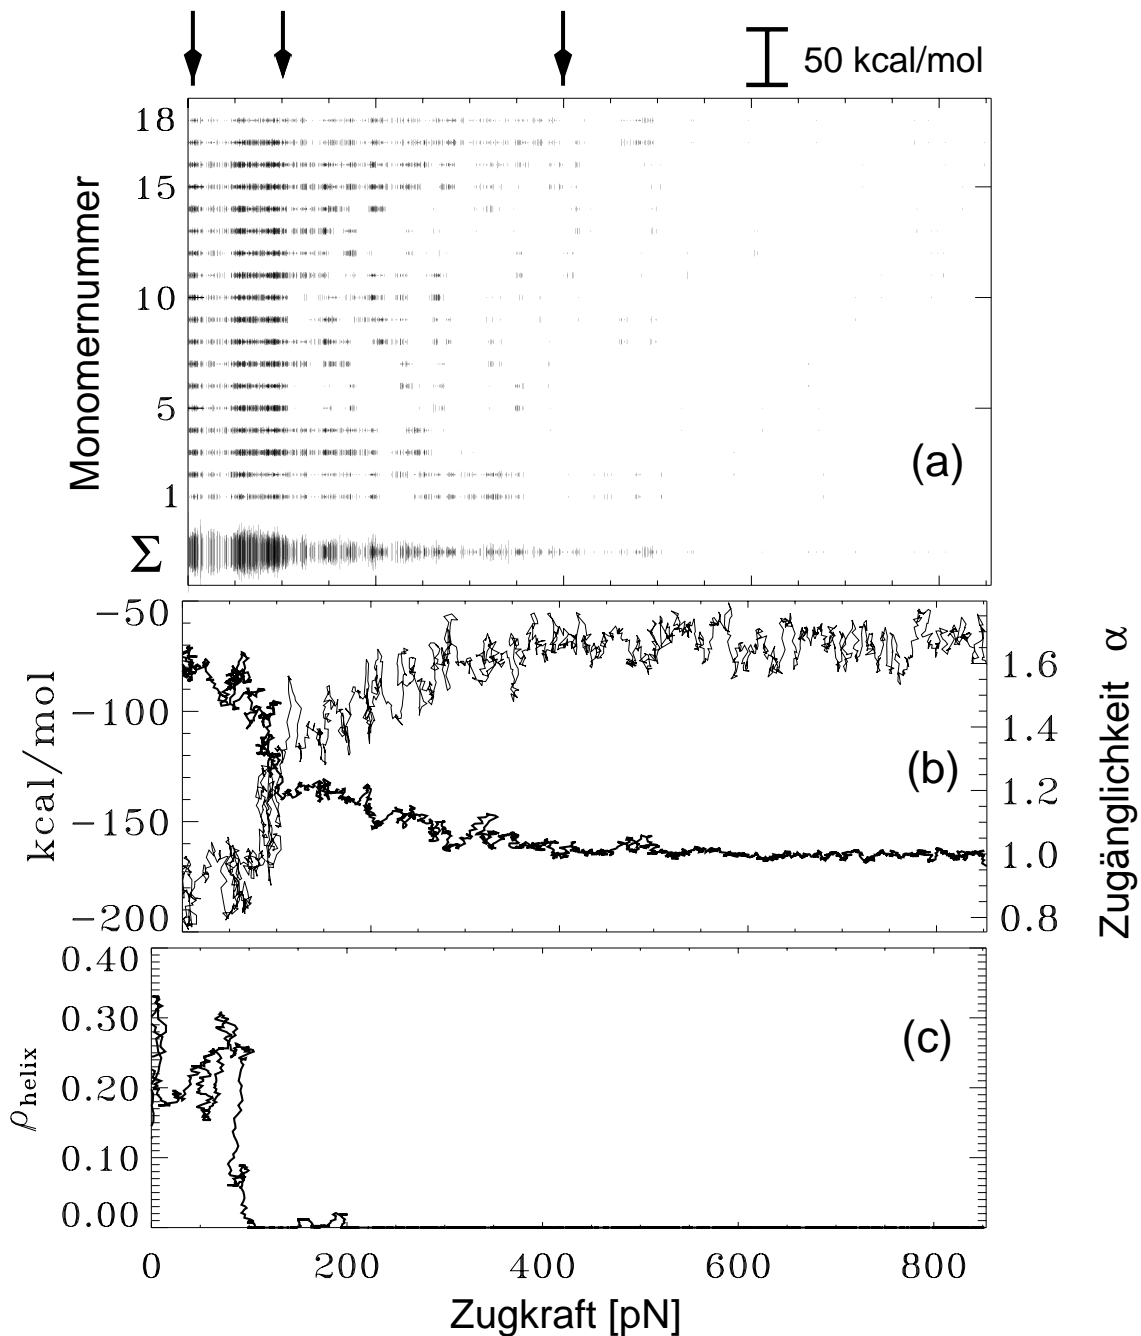 50 kcal/mol
Monomernummer
18
15
10
5
1
Σ
(a)
kcal/mol
−50
−100
−150
−200
(b)
1.6
1.4
1.2
1.0
0.8
Zugänglichkeit α
ρhelix
0.40
0.30
0.20
0.10
0.00
(c)
0 200 400 600 800
Zugkraft [pN]